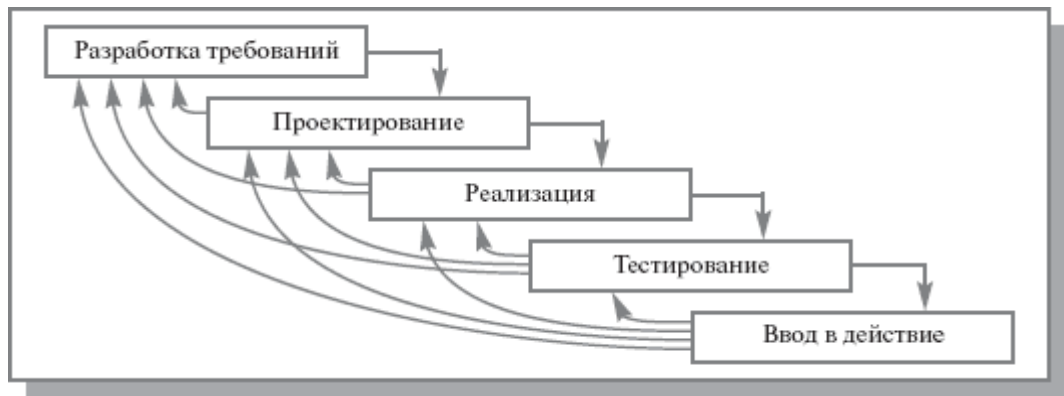 Разработка требований
Проектирование
Реализация
Тестирование
Ввод в действие